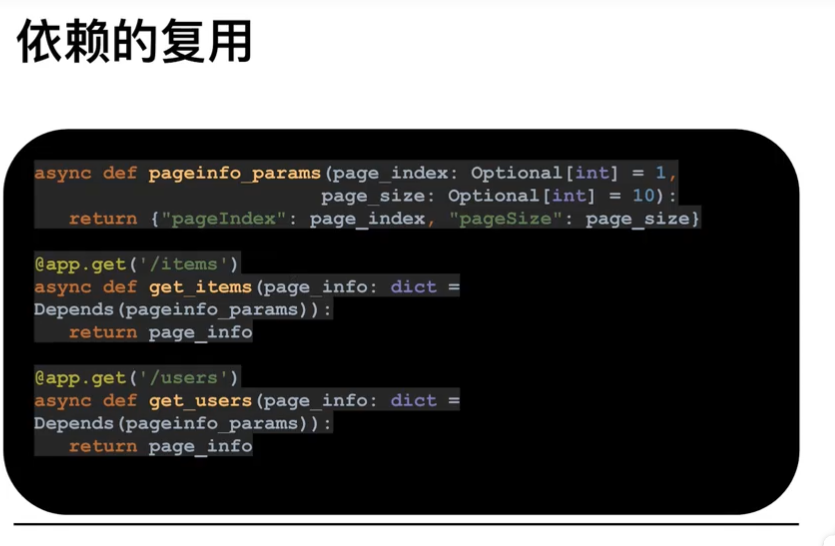 依赖的复用
async def pageinfo_params(page_index: Optional[int] = 1,
page_size: Optional[int] = 10):
return {"pageIndex": page_index, "pageSize": page_size}
@app.get('/items')
async def get_items(page_info: dict =
Depends(pageinfo_params)):
return page_info
@app.get('/users')
async def get_users(page_info: dict =
Depends(pageinfo_params)):
return page_info